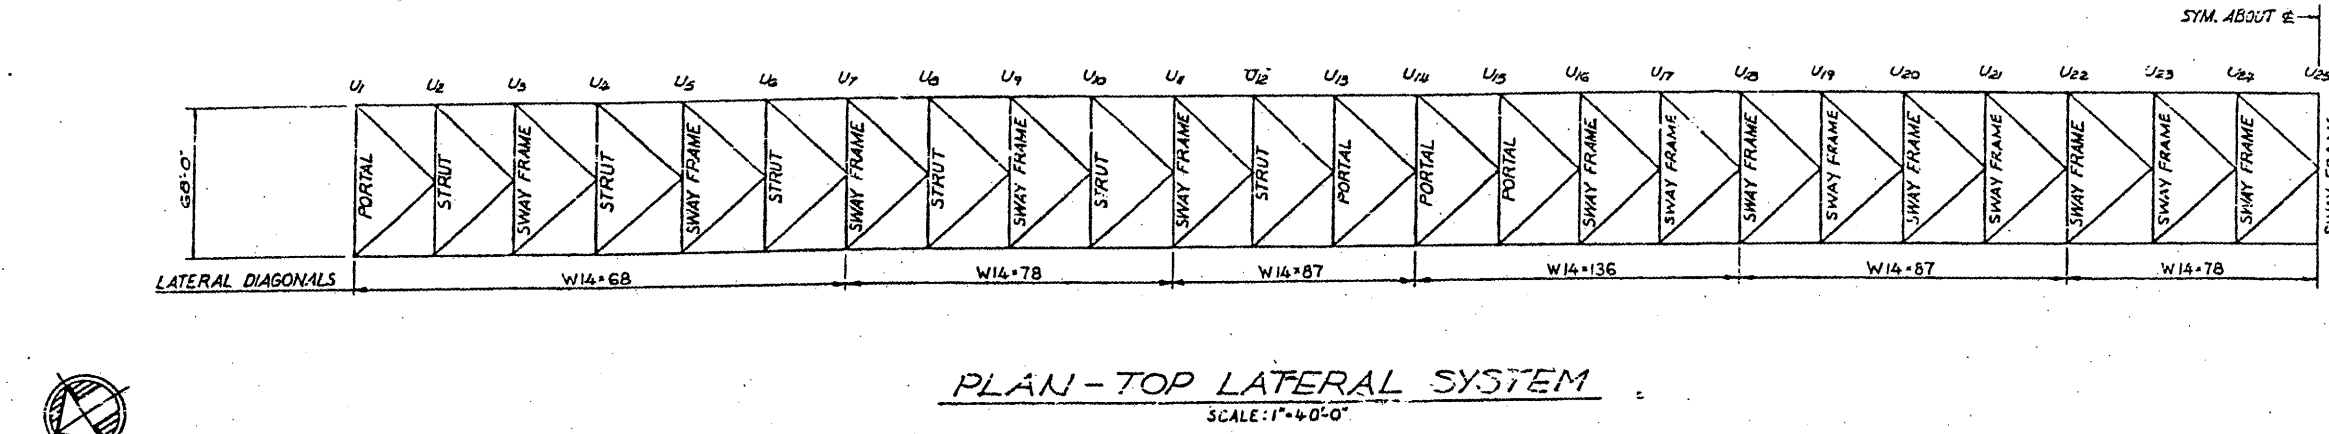 SYM. ABOUT ℄
U1 U2 U3 U4 U5 U6 U7 U8 U9 U10 U11 U12 U13 U14 U15 U16 U17 U18 U19 U20 U21 U22 U23 U24 U25
68'-0"
PORTAL
STRUT
SWAY FRAME
STRUT
SWAY FRAME
STRUT
SWAY FRAME
STRUT
SWAY FRAME
STRUT
SWAY FRAME
STRUT
PORTAL
PORTAL
PORTAL
SWAY FRAME
SWAY FRAME
SWAY FRAME
SWAY FRAME
SWAY FRAME
SWAY FRAME
SWAY FRAME
SWAY FRAME
SWAY FRAME
SWAY FRAME
LATERAL DIAGONALS W14×68 W14×78 W14×87 W14×136 W14×87 W14×78
PLAN - TOP LATERAL SYSTEM
SCALE: 1"=40'-0"